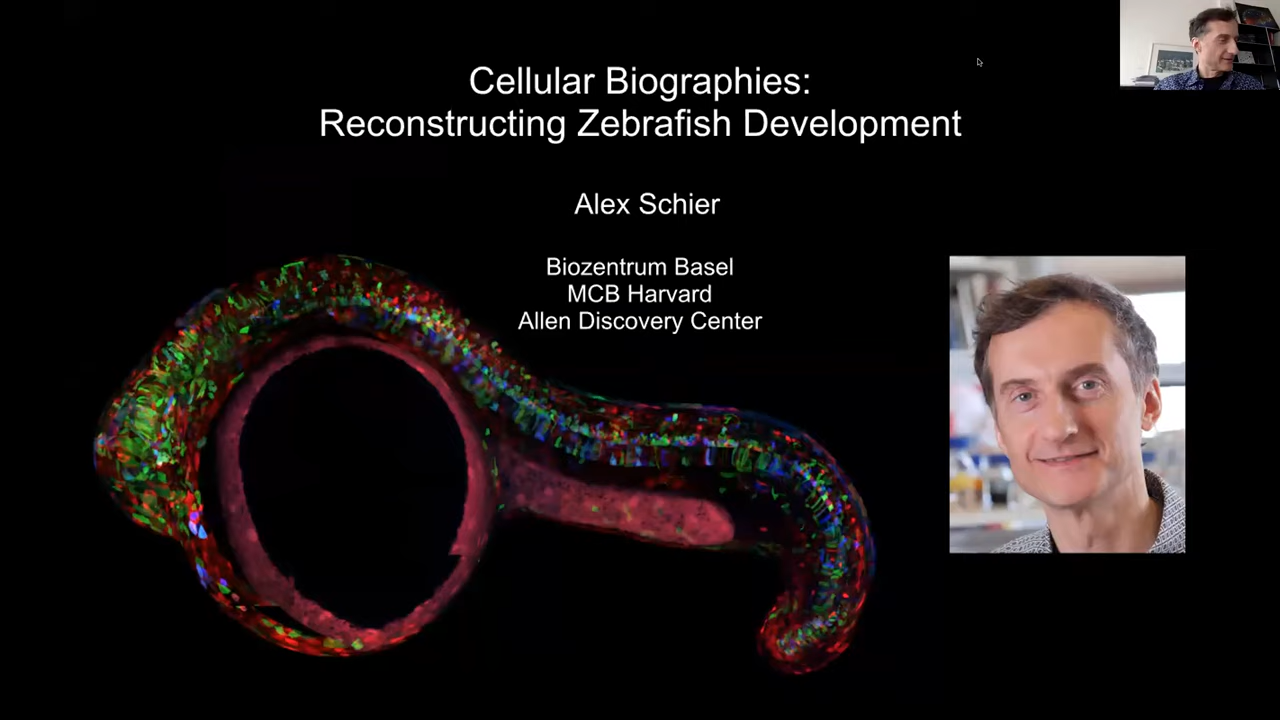 Cellular Biographies:
Reconstructing Zebrafish Development
Alex Schier
Biozentrum Basel
MCB Harvard
Allen Discovery Center